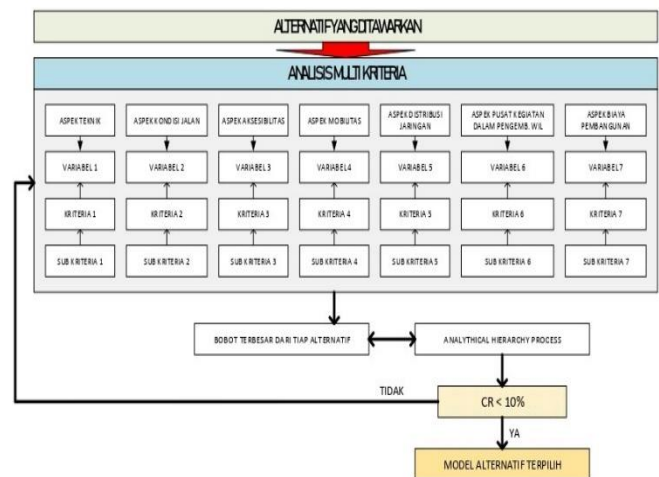 ALTERNATIF YANG DITAWARKAN
ANALISIS MULTI KRITERIA
ASPEK TEKNIK
ASPEK KONDISI JALAN
ASPEK AKSESIBILITAS
ASPEK MOBILITAS
ASPEK DISTRIBUSI
JARINGAN
ASPEK PUSAT KEGIATAN
DALAM PENGEMB. WIL
ASPEK BIAYA
PEMBANGUNAN
VARIABEL 1
VARIABEL 2
VARIABEL 3
VARIABEL 4
VARIABEL 5
VARIABEL 6
VARIABEL 7
KRITERIA 1
KRITERIA 2
KRITERIA 3
KRITERIA 4
KRITERIA 5
KRITERIA 6
KRITERIA 7
SUB KRITERIA 1
SUB KRITERIA 2
SUB KRITERIA 3
SUB KRITERIA 4
SUB KRITERIA 5
SUB KRITERIA 6
SUB KRITERIA 7
BOBOT TERBESAR DARI TIAP ALTERNATIF
ANALYTHICAL HIERARCHY PROCESS
TIDAK
CR < 10%
YA
MODEL ALTERNATIF TERPILIH